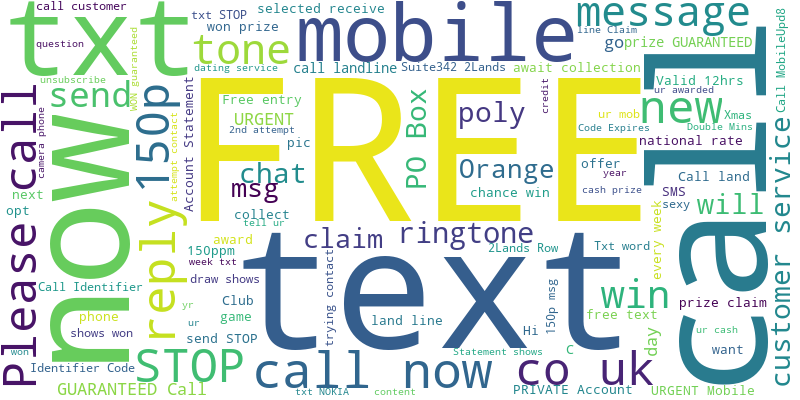 call customer
txt STOP
selected receive
won prize
question
txt
tone
mobile
message
line Claim
go
prize GUARANTEED
Call MobileUpd8
dating service
call landline
Suite342 2Lands
await collection
unsubscribe
WON guaranteed
send
150p
Account Statement
Free entry
URGENT
2nd attempt
FREE
PO Box
poly
credit
Valid 12hrs
ur awarded
new
Xmas
ur mob
Code Expires
Double Mins
national rate
call
Please call
camera phone
now
attempt contact
pic
chat
msg
Orange
offer
year
chance win
cash prize
Call land
SMS
sexy
will
customer service
next
opt
reply
collect
tell ur
claim
ringtone
2Lands Row
Txt word
every week
award
150ppm
week txt
draw shows
text
trying contact
150p msg
Call Identifier
yr
Club
game
land line
Hi
win
free text
prize claim
phone
shows won
ur
send STOP
day
ur cash
want
won
Identifier Code
STOP
call now
Statement shows
C
co uk
GUARANTEED Call
txt NOKIA
content
PRIVATE Account
URGENT Mobile